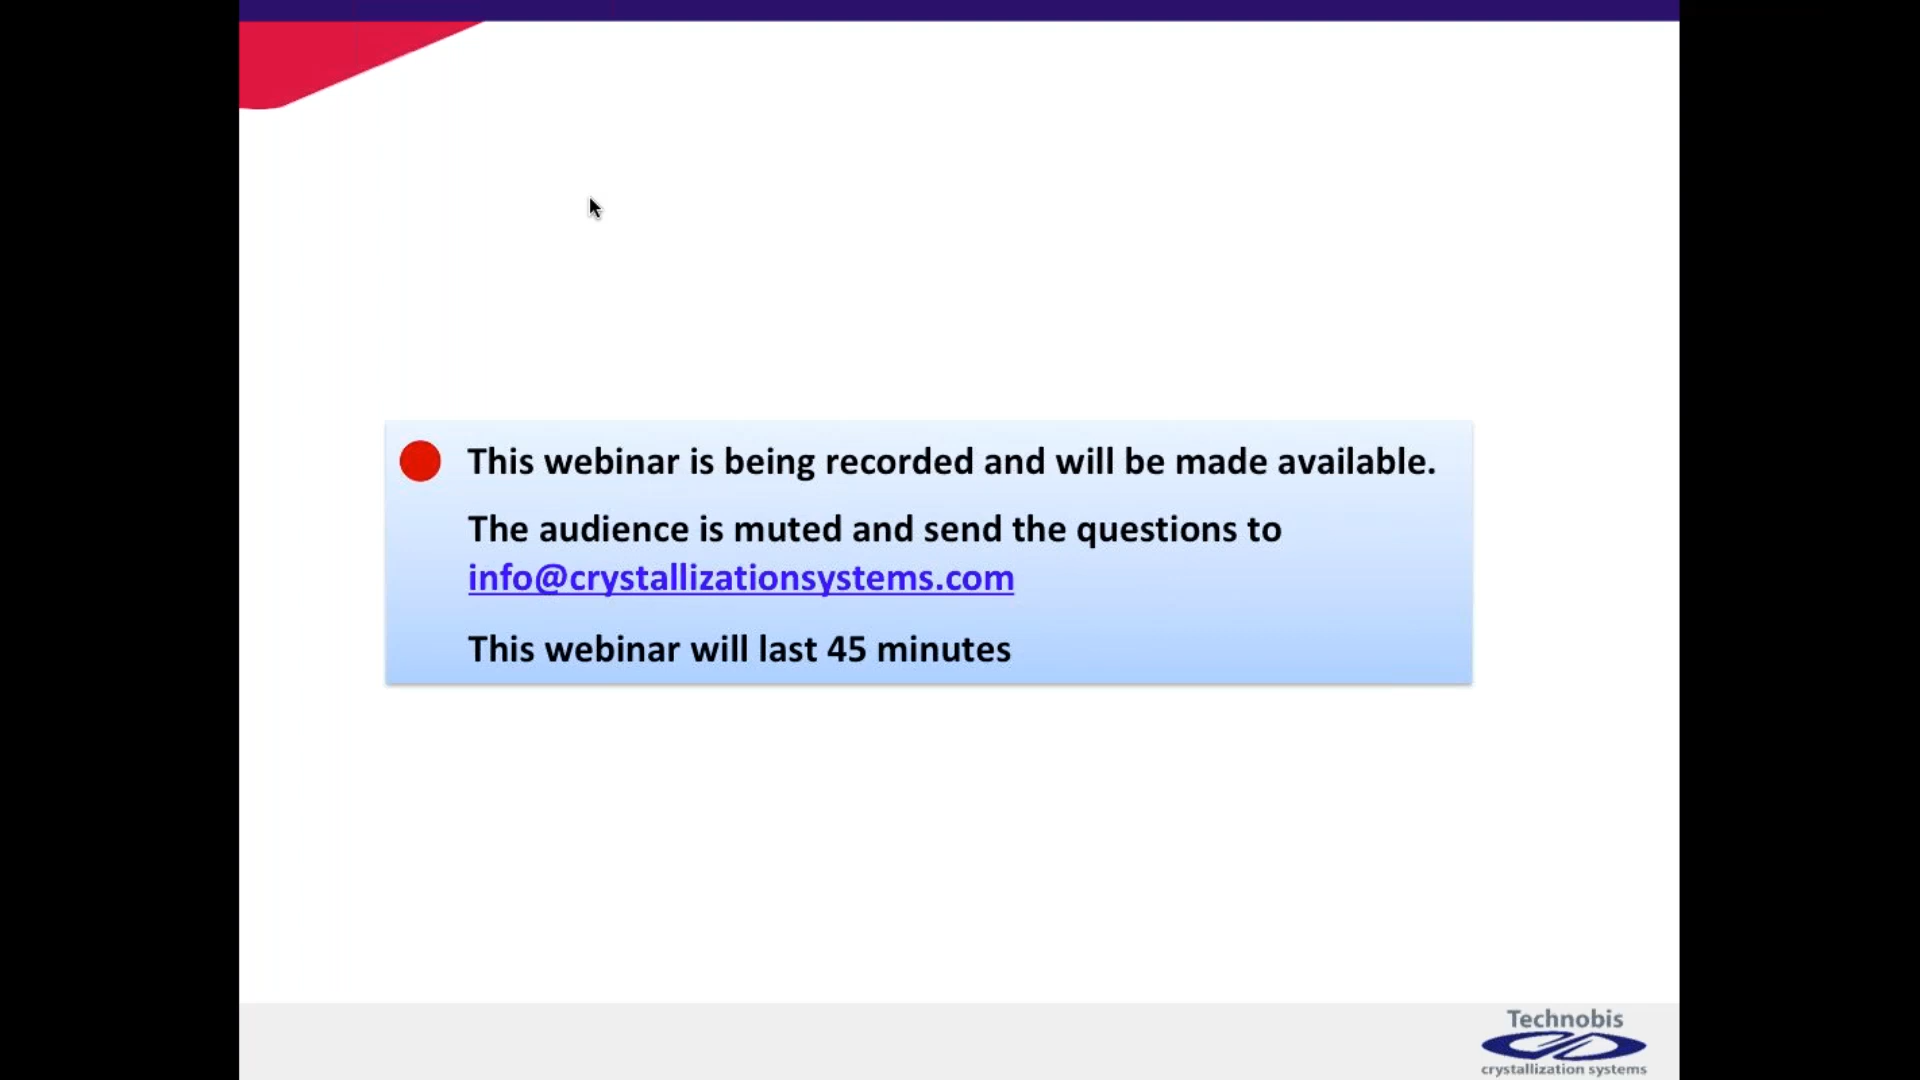 This webinar is being recorded and will be made available.
The audience is muted and send the questions to
info@crystallizationsystems.com
This webinar will last 45 minutes
Technobis
crystallization systems